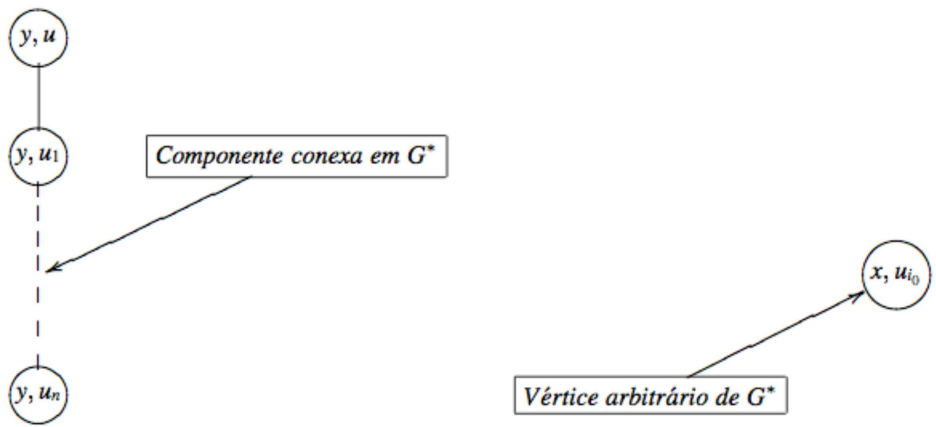 y, u
y, u₁
Componente conexa em G*
x, uᵢ₀
y, uₙ
Vértice arbitrário de G*